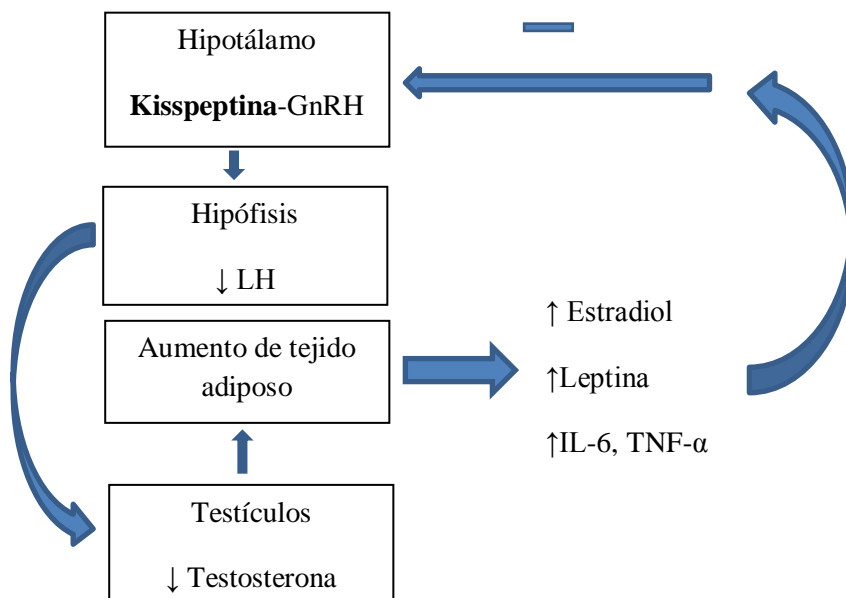 Hipotálamo
Kisspeptina-GnRH
Hipófisis
↓ LH
Aumento de tejido
adiposo
↑ Estradiol
↑Leptina
↑IL-6, TNF-α
Testículos
↓ Testosterona